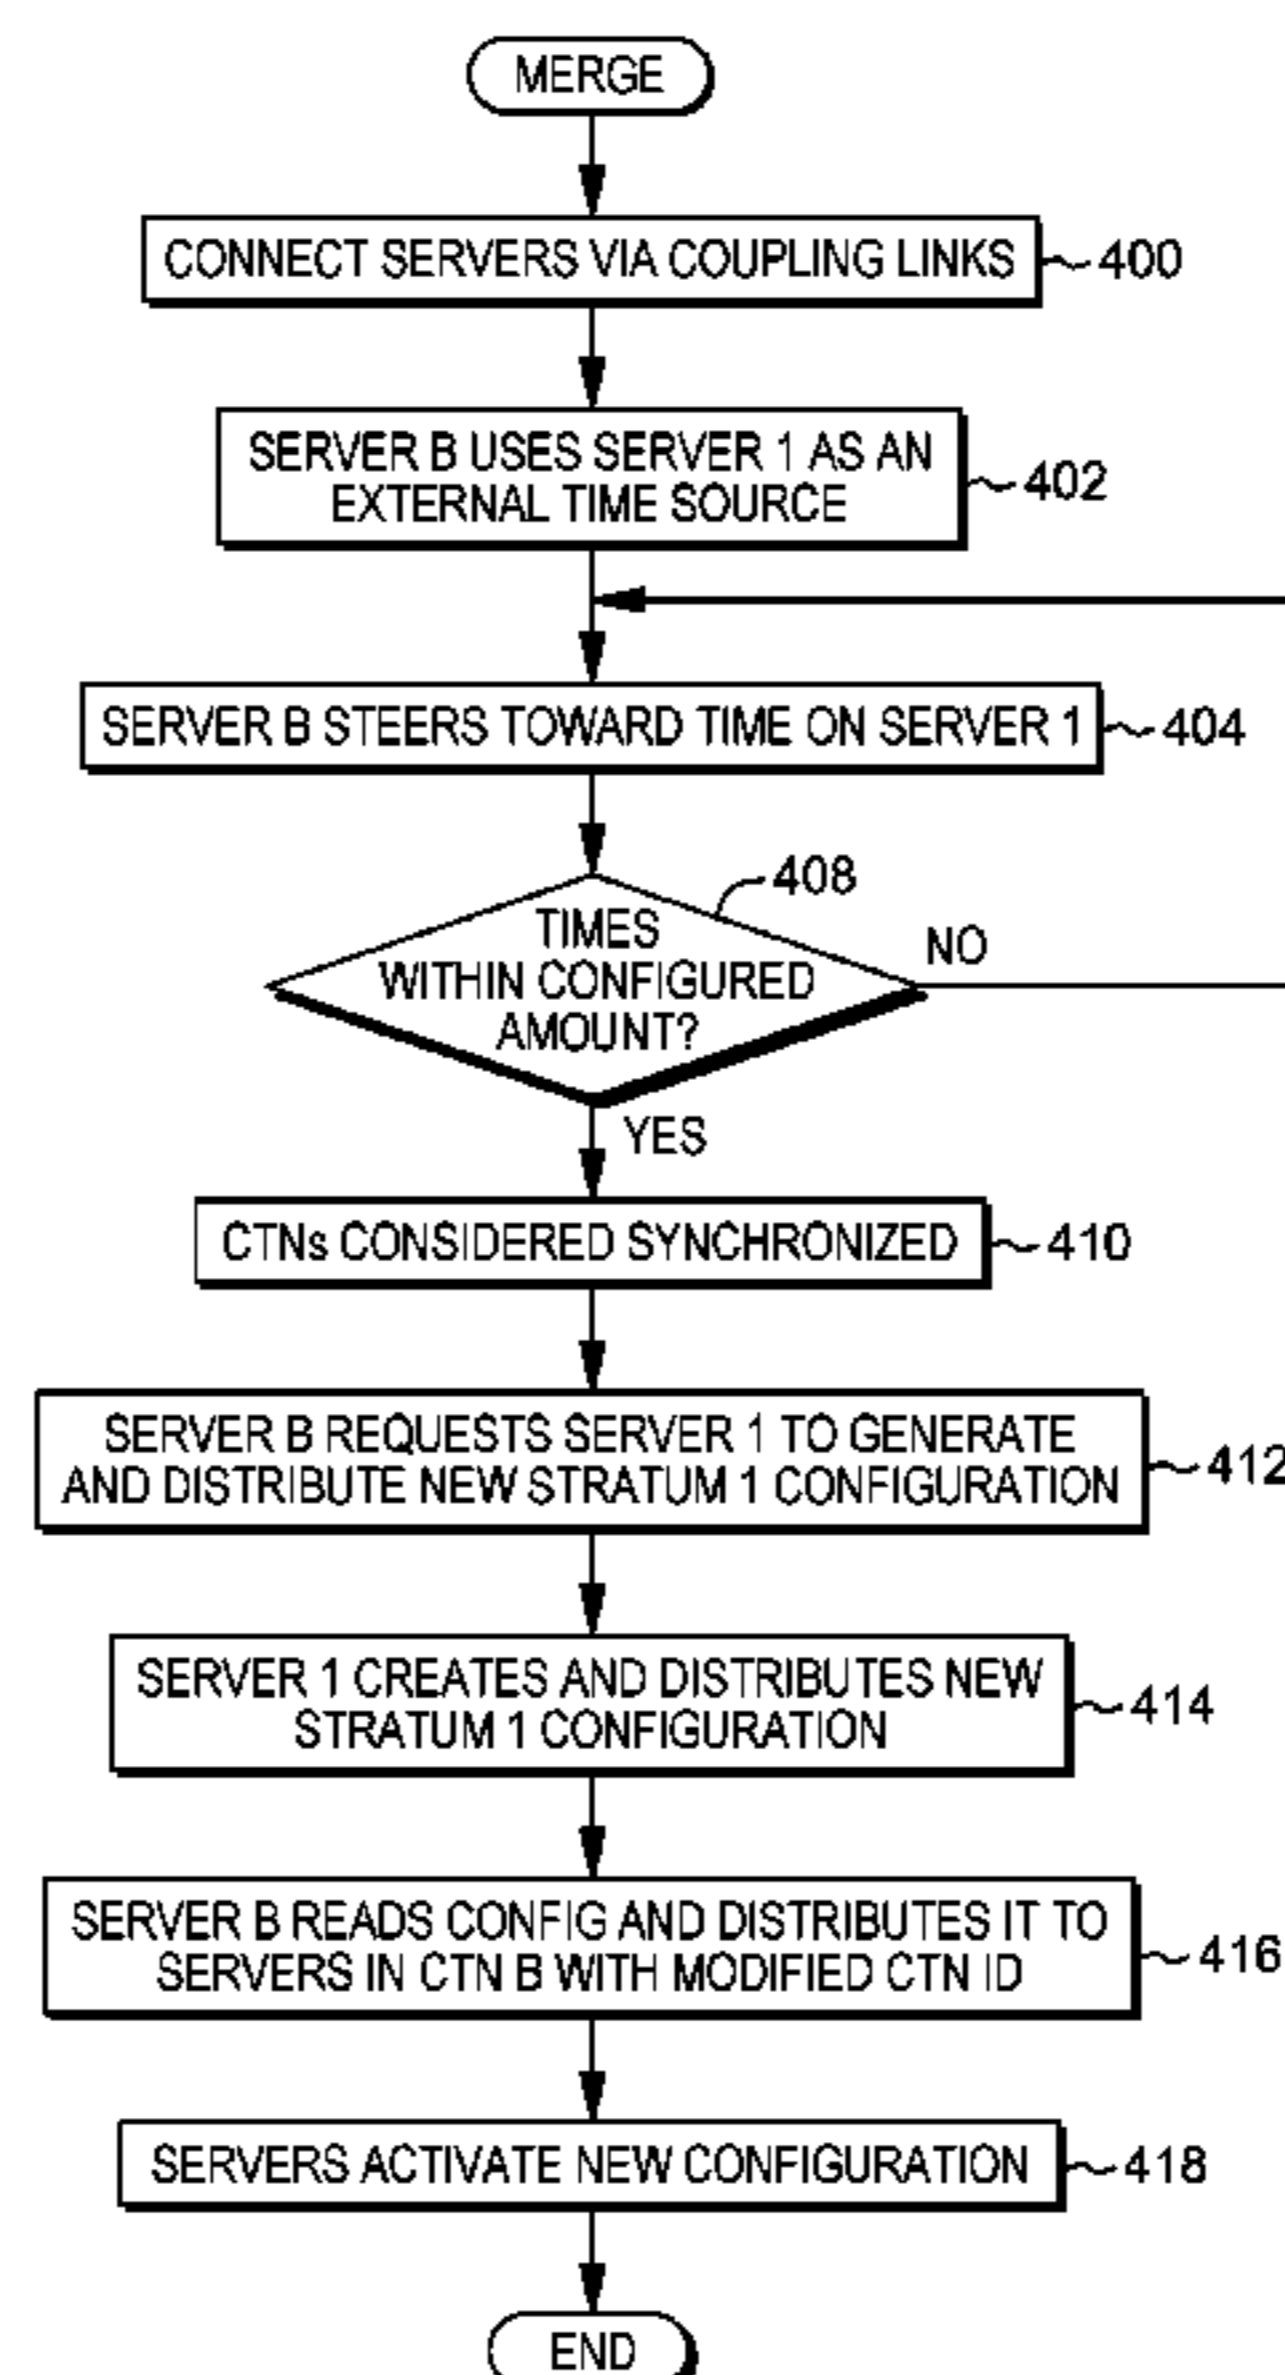 MERGE
CONNECT SERVERS VIA COUPLING LINKS
400
SERVER B USES SERVER 1 AS AN
EXTERNAL TIME SOURCE
402
SERVER B STEERS TOWARD TIME ON SERVER 1
404
408
TIMES
WITHIN CONFIGURED
AMOUNT?
NO
YES
CTNs CONSIDERED SYNCHRONIZED
410
SERVER B REQUESTS SERVER 1 TO GENERATE
AND DISTRIBUTE NEW STRATUM 1 CONFIGURATION
412
SERVER 1 CREATES AND DISTRIBUTES NEW
STRATUM 1 CONFIGURATION
414
SERVER B READS CONFIG AND DISTRIBUTES IT TO
SERVERS IN CTN B WITH MODIFIED CTN ID
416
SERVERS ACTIVATE NEW CONFIGURATION
418
END